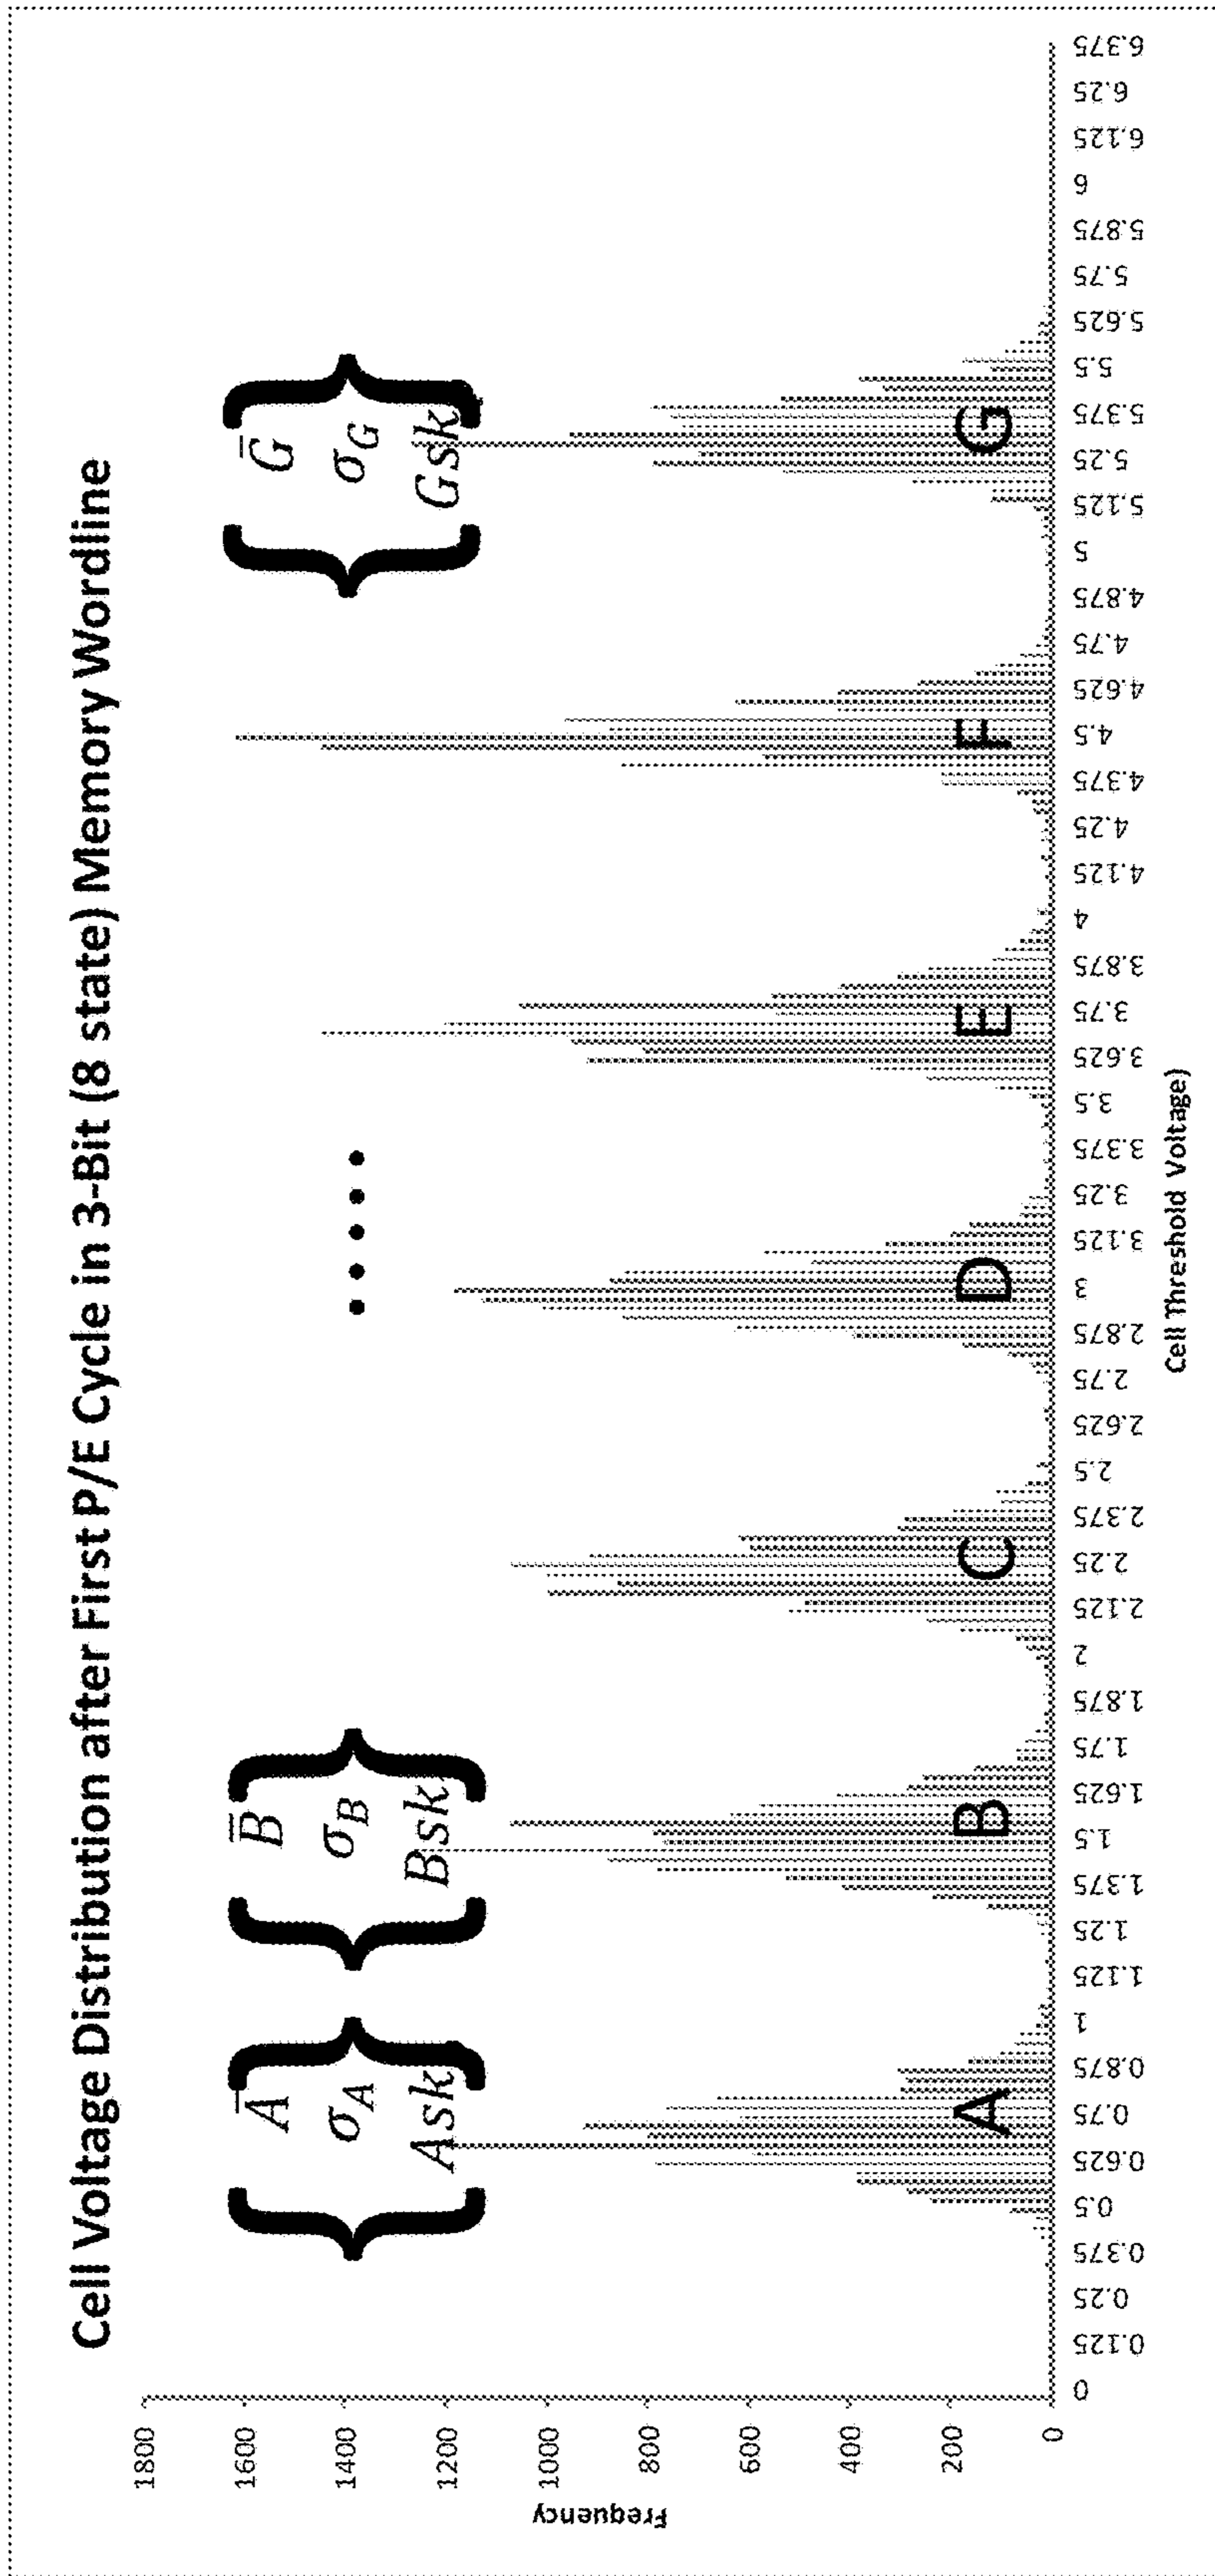 Cell Voltage Distribution after First P/E Cycle in 3-Bit (8 state) Memory Wordline
1800
1600
1400
1200
1000
800
600
400
200
0
Frequency
A̅
σA
Ask
B̅
σB
Bsk
• • • • •
G̅
σG
Gsk
A
B
C
D
E
F
G
0 0.125 0.25 0.375 0.5 0.625 0.75 0.875 1 1.125 1.25 1.375 1.5 1.625 1.75 1.875 2 2.125 2.25 2.375 2.5 2.625 2.75 2.875 3 3.125 3.25 3.375 3.5 3.625 3.75 3.875 4 4.125 4.25 4.375 4.5 4.625 4.75 4.875 5 5.125 5.25 5.375 5.5 5.625 5.75 5.875 6 6.125 6.25 6.375
Cell Threshold Voltage)